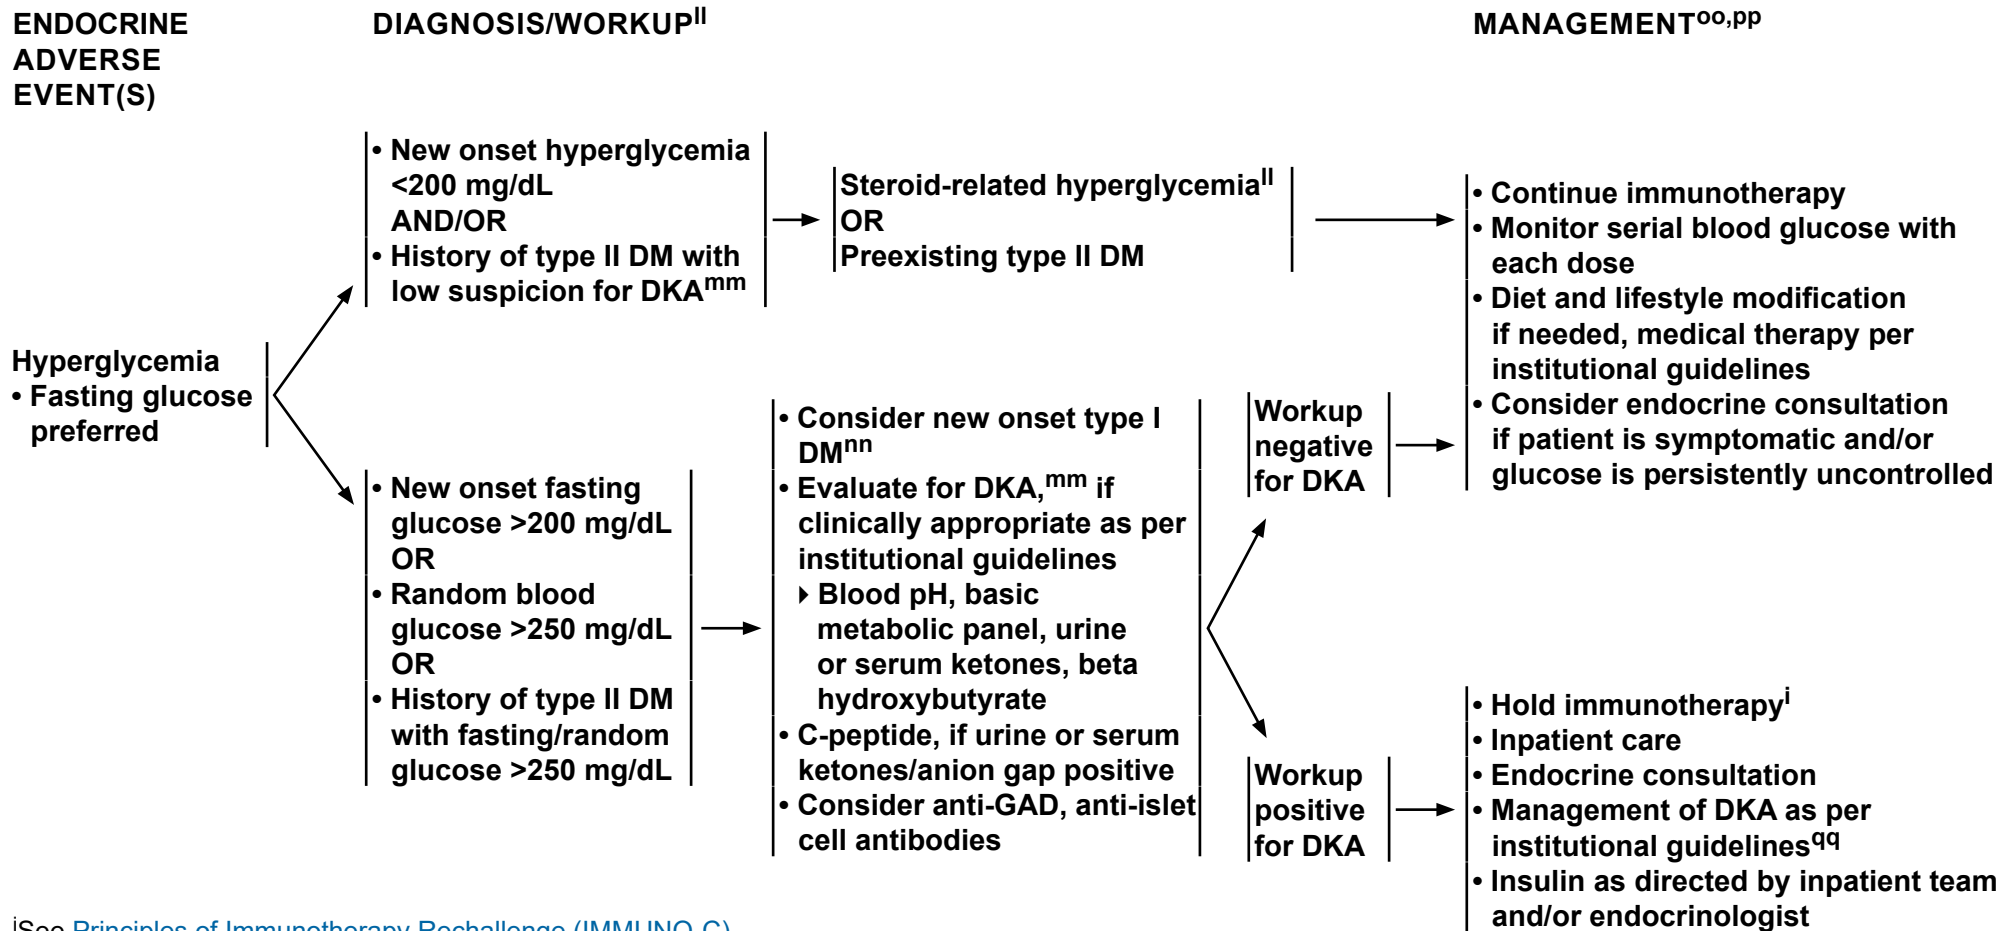 ENDOCRINE
ADVERSE
EVENT(S)
DIAGNOSIS/WORKUPll
MANAGEMENToo,pp
Hyperglycemia
• Fasting glucose
preferred
• New onset hyperglycemia
<200 mg/dL
AND/OR
• History of type II DM with
low suspicion for DKAmm
Steroid-related hyperglycemiall
OR
Preexisting type II DM
• Continue immunotherapy
• Monitor serial blood glucose with
each dose
• Diet and lifestyle modification
if needed, medical therapy per
institutional guidelines
• Consider endocrine consultation
if patient is symptomatic and/or
glucose is persistently uncontrolled
• New onset fasting
glucose >200 mg/dL
OR
• Random blood
glucose >250 mg/dL
OR
• History of type II DM
with fasting/random
glucose >250 mg/dL
• Consider new onset type I
DMnn
• Evaluate for DKA,mm if
clinically appropriate as per
institutional guidelines
▸ Blood pH, basic
metabolic panel, urine
or serum ketones, beta
hydroxybutyrate
• C-peptide, if urine or serum
ketones/anion gap positive
• Consider anti-GAD, anti-islet
cell antibodies
Workup
negative
for DKA
Workup
positive
for DKA
• Hold immunotherapyi
• Inpatient care
• Endocrine consultation
• Management of DKA as per
institutional guidelinesqq
• Insulin as directed by inpatient team
and/or endocrinologist
iSee Principles of Immunotherapy Rechallenge (IMMUNO-C)